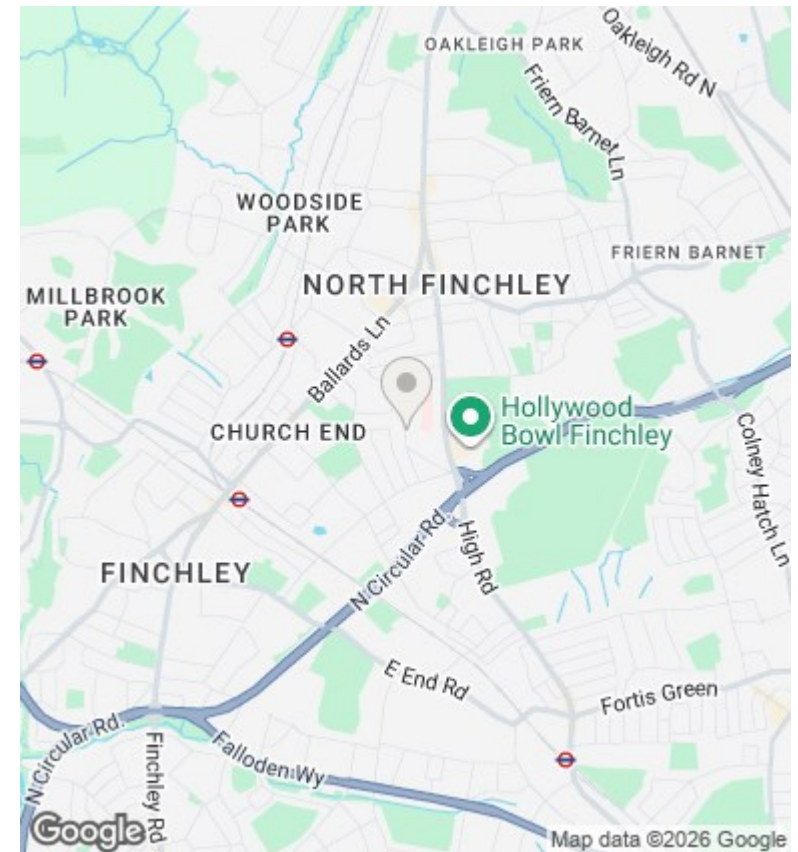 OAKLEIGH PARK
Oakleigh Rd N
Friern Barnet Ln
WOODSIDE
PARK
FRIERN BARNET
NORTH FINCHLEY
MILLBROOK
PARK
Ballards Ln
Hollywood
Bowl Finchley
CHURCH END
Colney Hatch Ln
N Circular Rd
High Rd
FINCHLEY
E End Rd
Fortis Green
N Circular Rd.
Finchley Rd
Falloden Wy
Google
Map data ©2026 Google